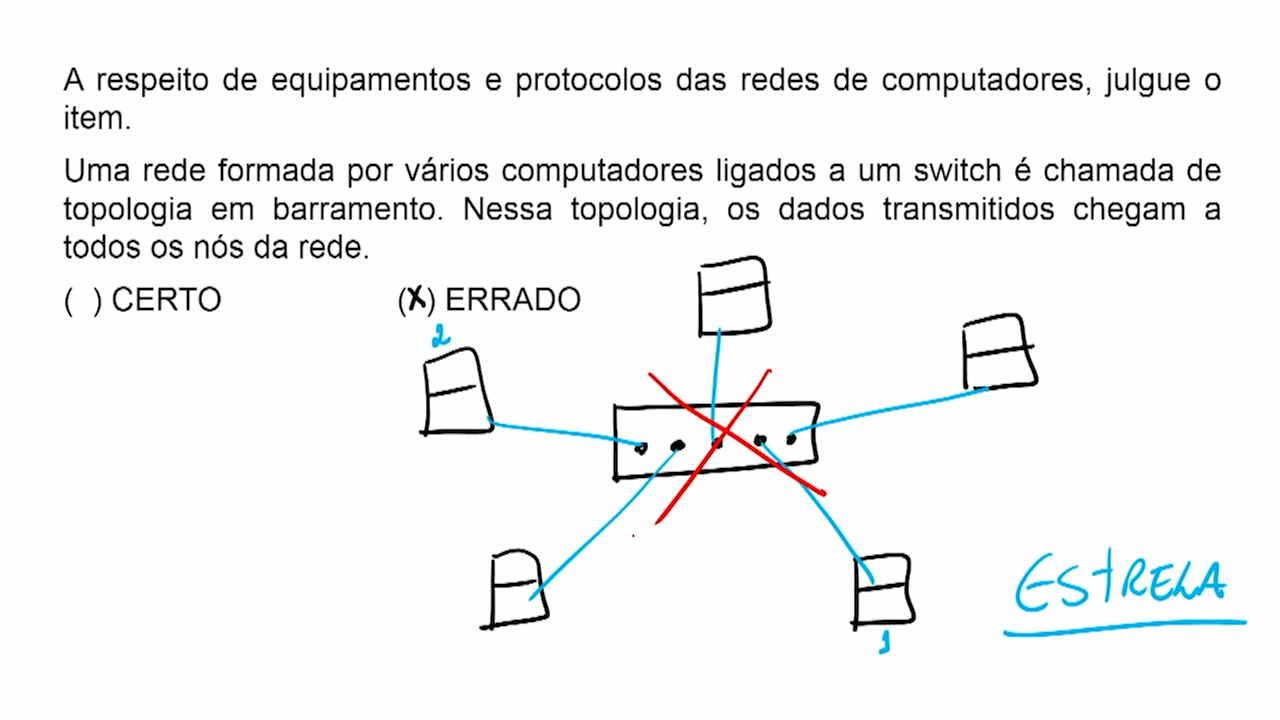 A respeito de equipamentos e protocolos das redes de computadores, julgue o
item.
Uma rede formada por vários computadores ligados a um switch é chamada de
topologia em barramento. Nessa topologia, os dados transmitidos chegam a
todos os nós da rede.
( ) CERTO (X) ERRADO
2
ESTRELA
1